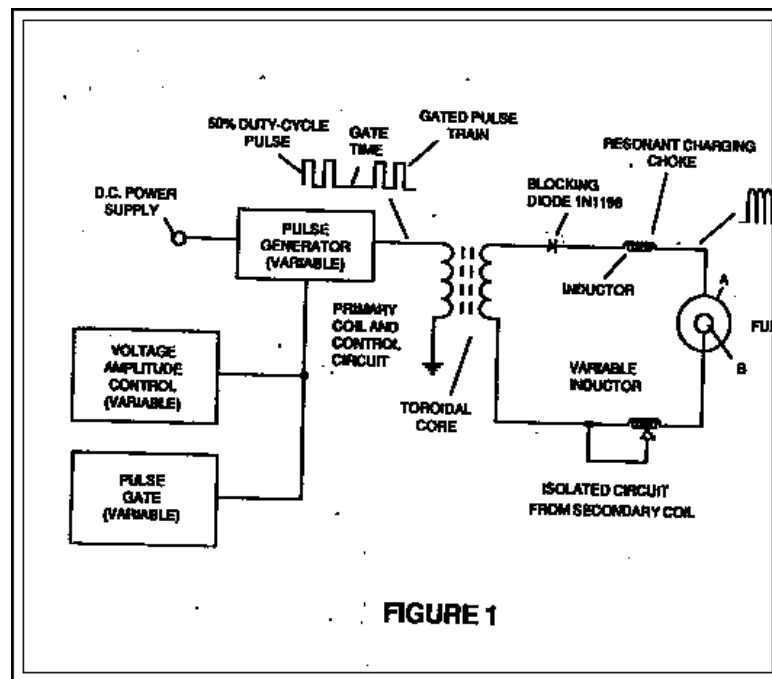 50% DUTY-CYCLE
PULSE
GATE
TIME
GATED PULSE
TRAIN
RESONANT CHARGING
CHOKE
BLOCKING
DIODE 1N1198
D.C. POWER
SUPPLY
PULSE
GENERATOR
(VARIABLE)
INDUCTOR
A
PRIMARY
COIL AND
CONTROL
CIRCUIT
FU
B
VOLTAGE
AMPLITUDE
CONTROL
(VARIABLE)
VARIABLE
INDUCTOR
TOROIDAL
CORE
PULSE
GATE
(VARIABLE)
ISOLATED CIRCUIT
FROM SECONDARY COIL
FIGURE 1